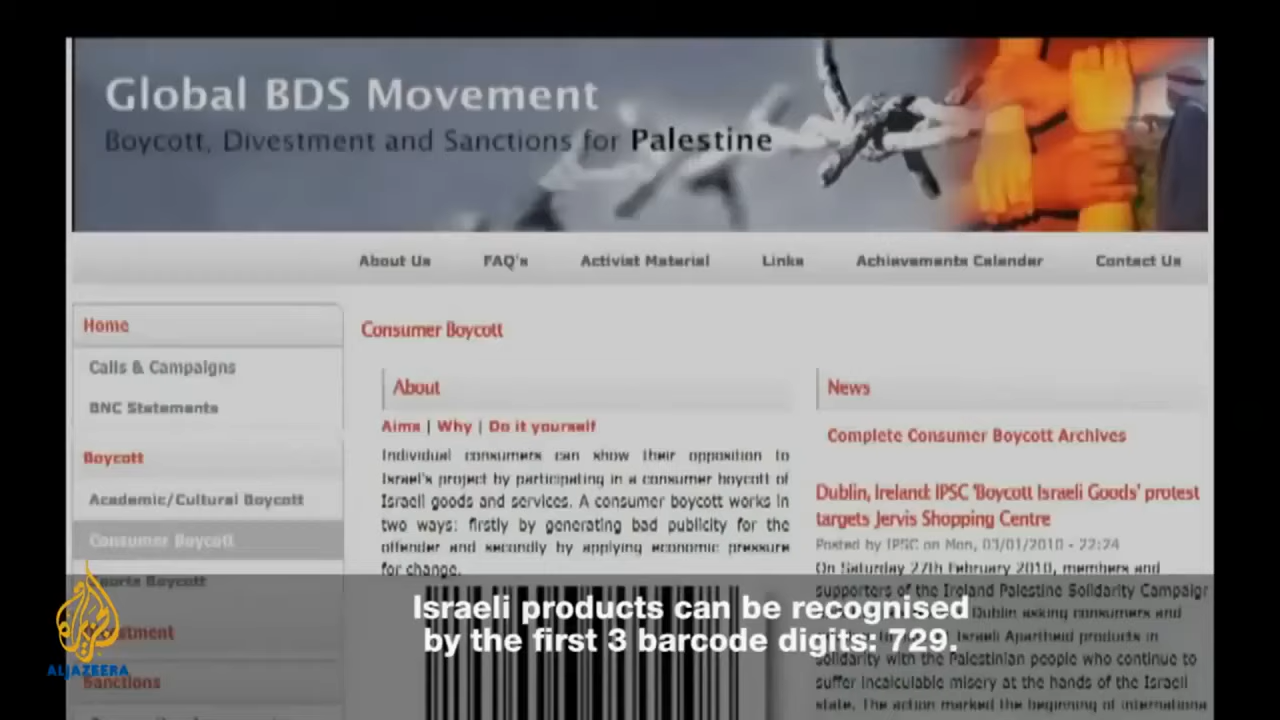 Global BDS Movement
Boycott, Divestment and Sanctions for Palestine
About Us FAQ's Activist Material Links Achievements Calender Contact Us
Home
Calls & Campaigns
BNC Statements
Boycott
Academic/Cultural Boycott
Consumer Boycott
Sports Boycott
Sanctions
Consumer Boycott
About
Aims | Why | Do it yourself
Individual consumers can show their opposition to
Israel's project by participating in a consumer boycott of
Israeli goods and services. A consumer boycott works in
two ways: firstly by generating bad publicity for the
offender and secondly by applying economic pressure
for change.
News
Complete Consumer Boycott Archives
Dublin, Ireland: IPSC 'Boycott Israeli Goods' protest
targets Jervis Shopping Centre
Posted by IPSC on Mon, 03/01/2010 - 22:24
On Saturday 27th February 2010, members and
supporters of the Ireland Palestine Solidarity Campaign
Dublin asking consumers and
Israeli Apartheid products in
solidarity with the Palestinian people who continue to
suffer incalculable misery at the hands of the Israeli
state. The action marked the beginning of
Israeli products can be recognised
by the first 3 barcode digits: 729.
ALJAZEERA